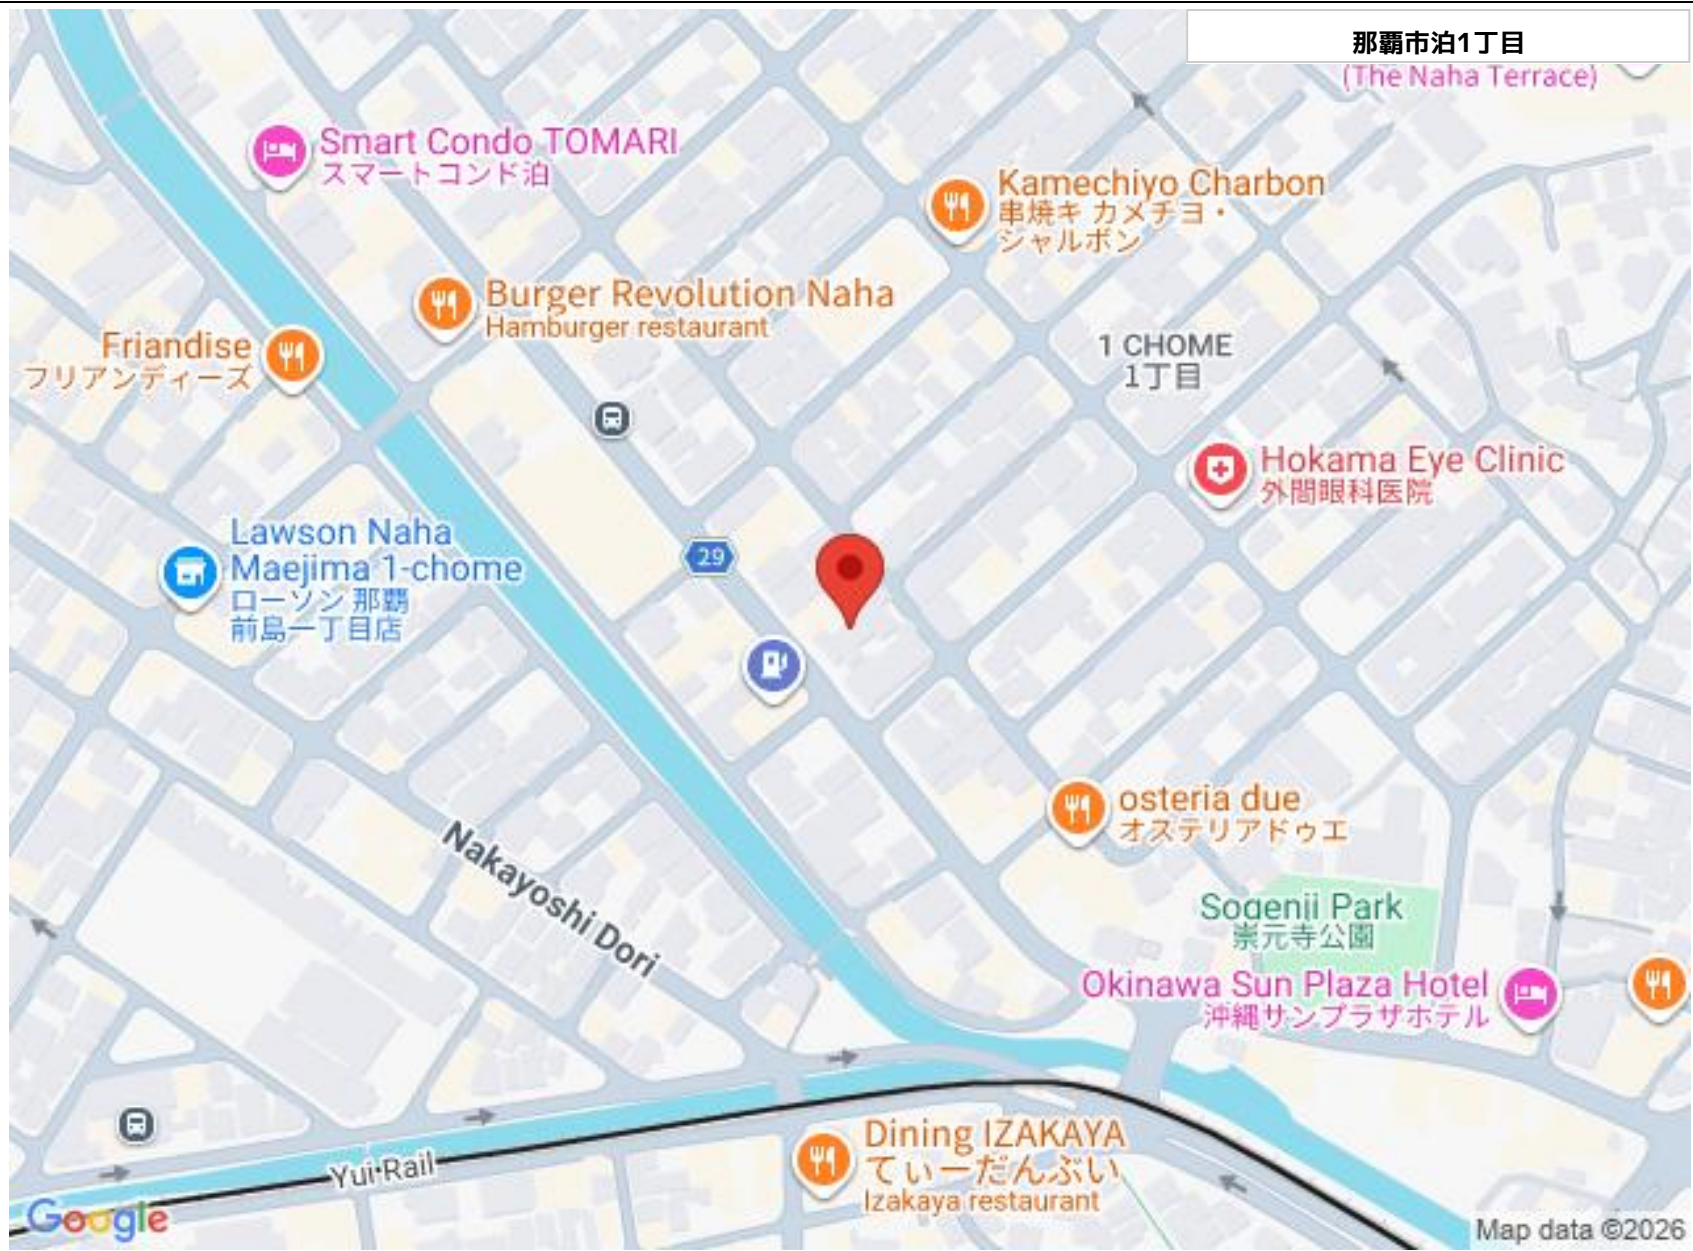 那覇市泊1丁目
(The Naha Terrace)
Smart Condo TOMARI
スマートコンド泊
Kamechiyo Charbon
串焼キ カメチヨ・
シャルボン
Burger Revolution Naha
Hamburger restaurant
Friandise
フリアンディーズ
1 CHOME
1丁目
Hokama Eye Clinic
外間眼科医院
Lawson Naha
Maejima 1-chome
ローソン 那覇
前島一丁目店
29
osteria due
オステリアドゥエ
Nakayoshi Dori
Sogenji Park
崇元寺公園
Okinawa Sun Plaza Hotel
沖縄サンプラザホテル
Dining IZAKAYA
てぃーだんぶい
Izakaya restaurant
Yui Rail
Google
Map data ©2026